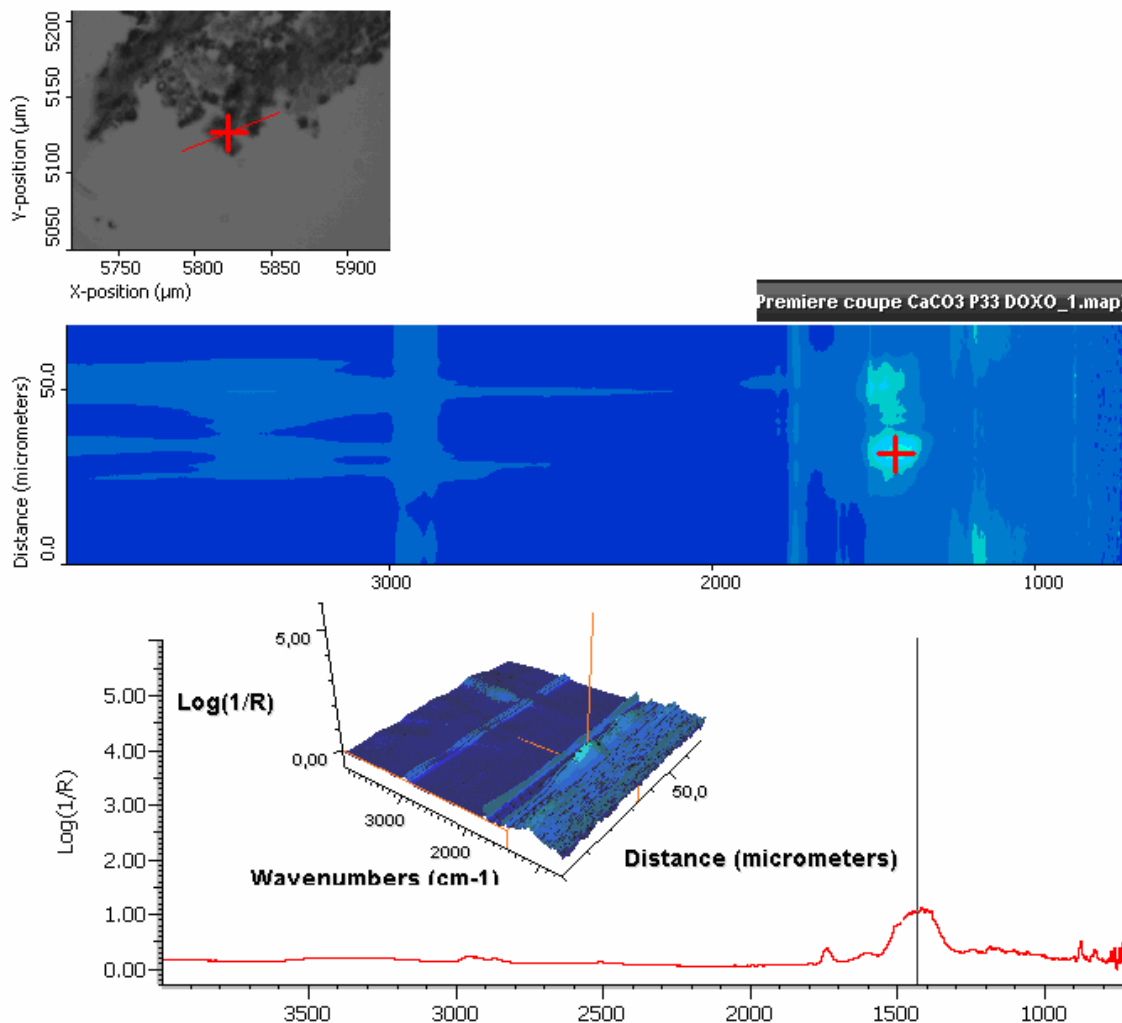 5200
5150
5100
5050
Y-position (µm)
5750 5800 5850 5900
X-position (µm)
Premiere coupe CaCO3 P33 DOXO_1.map
50.0
0.0
Distance (micrometers)
3000 2000 1000
5,00
0,00
Log(1/R)
3000
2000
Wavenumbers (cm-1)
50,0
Distance (micrometers)
5.00
4.00
3.00
2.00
1.00
0.00
Log(1/R)
3500 3000 2500 2000 1500 1000